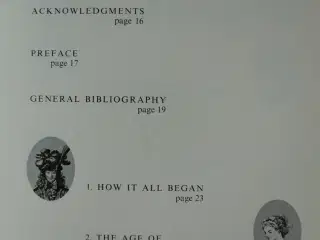 ACKNOWLEDGMENTS
page 16
PREFACE
page 17
GENERAL BIBLIOGRAPHY
page 19
1. HOW IT ALL BEGAN
page 23
2. THE AGE OF